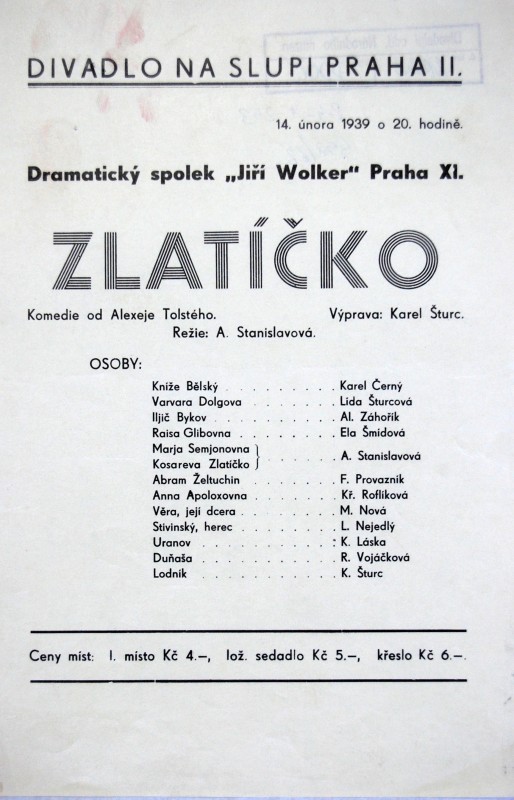 DIVADLO NA SLUPI PRAHA II.
14. února 1939 o 20. hodině.
Dramatický spolek „Jiří Wolker" Praha XI.
ZLATÍČKO
Komedie od Alexeje Tolstého. Výprava: Karel Šturc.
Režie: A. Stanislavová.
OSOBY:
Kníže Bělský . . . . . . . . . Karel Černý
Varvara Dolgova . . . . . . . Lida Šturcová
Iljič Bykov . . . . . . . . . Al. Záhořík
Raisa Glibovna . . . . . . . . Ela Šmídová
Marja Semjonovna
Kosareva Zlatíčko } A. Stanislavová
Abram Želtuchin . . . . . . . F. Provazník
Anna Apoloxovna . . . . . . . Kř. Roflíková
Věra, její dcera . . . . . . . M. Nová
Stivinský, herec . . . . . . . L. Nejedlý
Uranov . . . . . . . . . . : K. Láska
Duňaša . . . . . . . . . . R. Vojáčková
Lodník . . . . . . . . . . K. Šturc
Ceny míst: I. místo Kč 4.–, lož. sedadlo Kč 5.–, křeslo Kč 6.–.